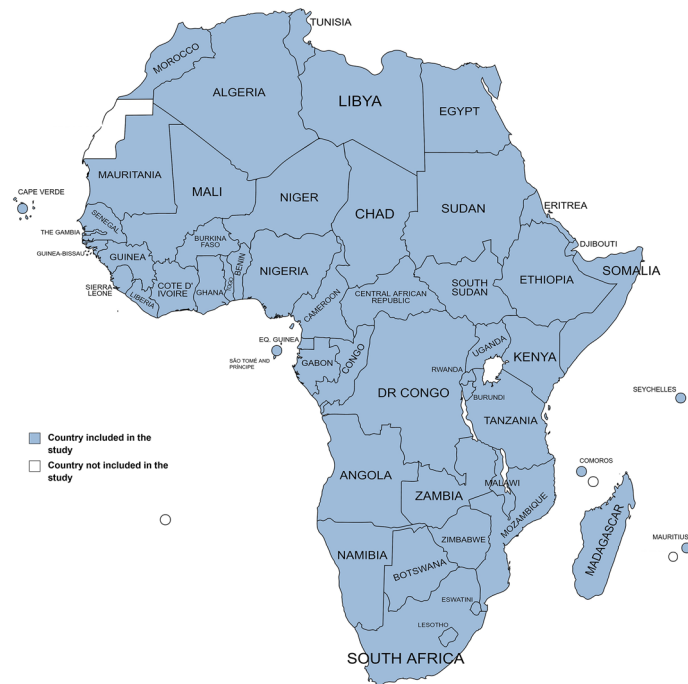 TUNISIA
MOROCCO
ALGERIA
LIBYA
EGYPT
MAURITANIA
MALI
NIGER
CHAD
SUDAN
ERITREA
CAPE VERDE
SENEGAL
THE GAMBIA
GUINEA-BISSAU
GUINEA
BURKINA
FASO
BENIN
TOGO
NIGERIA
DJIBOUTI
SOMALIA
ETHIOPIA
SIERRA
LEONE
LIBERIA
COTE D'
IVOIRE
GHANA
CAMEROON
CENTRAL AFRICAN
REPUBLIC
SOUTH
SUDAN
EQ. GUINEA
SÃO TOMÉ AND
PRÍNCIPE
GABON
CONGO
UGANDA
KENYA
RWANDA
BURUNDI
DR CONGO
TANZANIA
SEYCHELLES
Country included in the
study
Country not included in the
study
COMOROS
ANGOLA
ZAMBIA
MALAWI
MOZAMBIQUE
MADAGASCAR
MAURITIUS
NAMIBIA
ZIMBABWE
BOTSWANA
ESWATINI
LESOTHO
SOUTH AFRICA